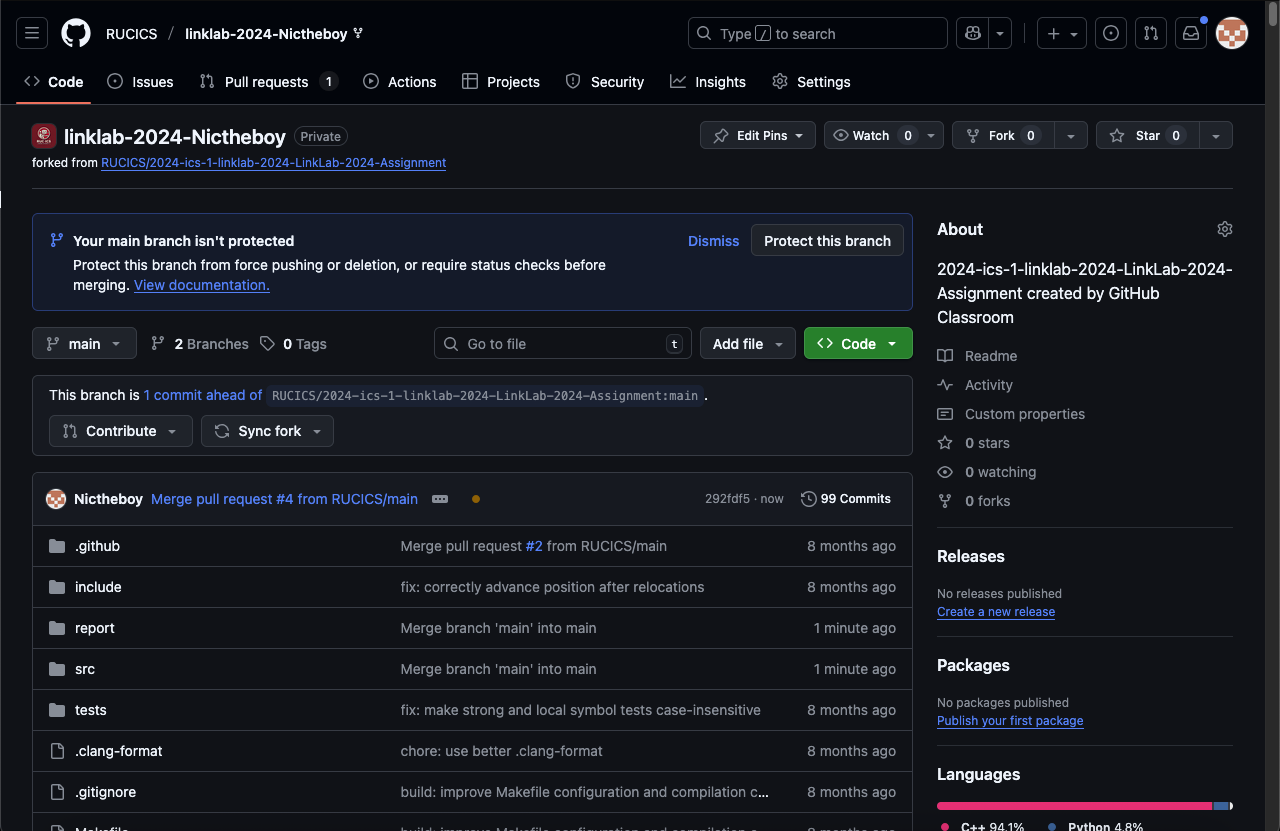 RUCICS / linklab-2024-Nictheboy
Type / to search
Code
Issues
Pull requests 1
Actions
Projects
Security
Insights
Settings
linklab-2024-Nictheboy Private
Edit Pins
Watch 0
Fork 0
Star 0
forked from RUCICS/2024-ics-1-linklab-2024-LinkLab-2024-Assignment
Your main branch isn't protected
Protect this branch from force pushing or deletion, or require status checks before
merging. View documentation.
Dismiss
Protect this branch
main
2 Branches
0 Tags
Go to file t
Add file
Code
This branch is 1 commit ahead of RUCICS/2024-ics-1-linklab-2024-LinkLab-2024-Assignment:main .
Contribute
Sync fork
Nictheboy Merge pull request #4 from RUCICS/main 292fdf5 · now 99 Commits
.github Merge pull request #2 from RUCICS/main 8 months ago
include fix: correctly advance position after relocations 8 months ago
report Merge branch 'main' into main 1 minute ago
src Merge branch 'main' into main 1 minute ago
tests fix: make strong and local symbol tests case-insensitive 8 months ago
.clang-format chore: use better .clang-format 8 months ago
.gitignore build: improve Makefile configuration and compilation c... 8 months ago
Makefile build: improve Makefile configuration and compilation c... 8 months ago
About
2024-ics-1-linklab-2024-LinkLab-2024-
Assignment created by GitHub
Classroom
Readme
Activity
Custom properties
0 stars
0 watching
0 forks
Releases
No releases published
Create a new release
Packages
No packages published
Publish your first package
Languages
C++ 94.1% Python 4.8%